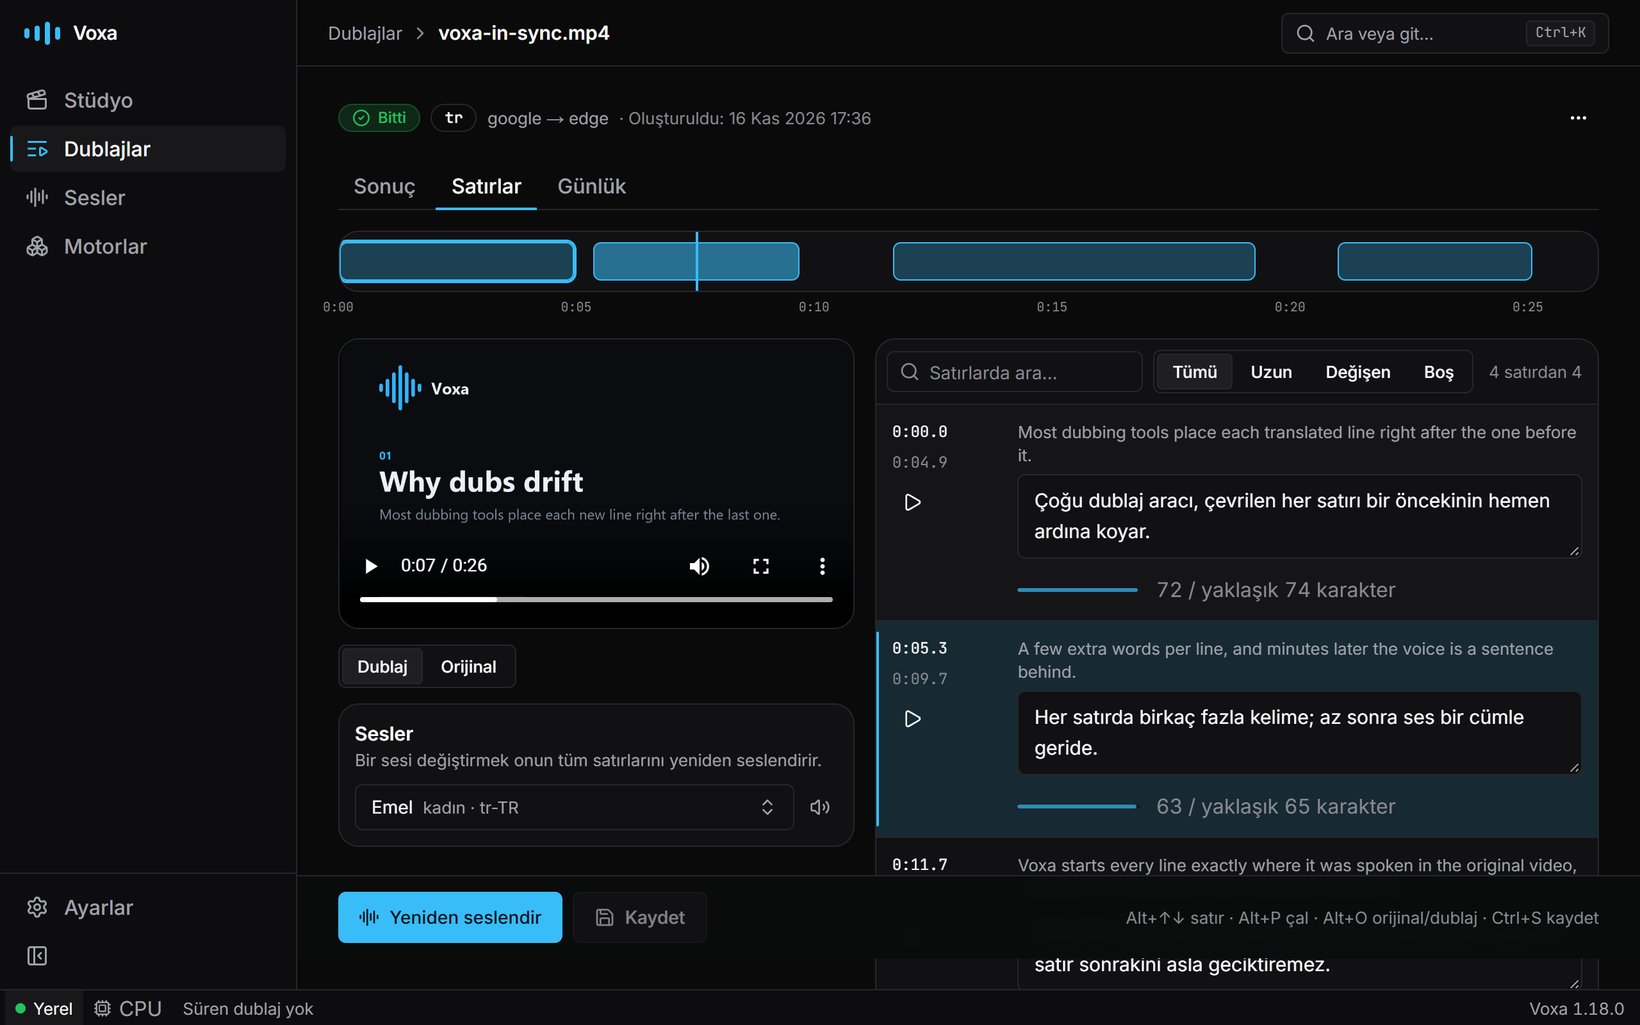 Voxa
Dublajlar > voxa-in-sync.mp4
Ara veya git...
Ctrl+K
Stüdyo
Dublajlar
Sesler
Motorlar
Bitti
tr
google → edge · Oluşturuldu: 16 Kas 2026 17:36
Sonuç
Satırlar
Günlük
0:00
0:05
0:10
0:15
0:20
0:25
Voxa
01
Why dubs drift
Most dubbing tools place each new line right after the last one.
0:07 / 0:26
Dublaj
Orijinal
Sesler
Bir sesi değiştirmek onun tüm satırlarını yeniden seslendirir.
Emel kadın · tr-TR
Satırlarda ara...
Tümü
Uzun
Değişen
Boş
4 satırdan 4
0:00.0
0:04.9
Most dubbing tools place each translated line right after the one before
it.
Çoğu dublaj aracı, çevrilen her satırı bir öncekinin hemen
ardına koyar.
72 / yaklaşık 74 karakter
0:05.3
0:09.7
A few extra words per line, and minutes later the voice is a sentence
behind.
Her satırda birkaç fazla kelime; az sonra ses bir cümle
geride.
63 / yaklaşık 65 karakter
0:11.7
Voxa starts every line exactly where it was spoken in the original video,
satır sonrakini asla geciktiremez.
Yeniden seslendir
Kaydet
Alt+↑↓ satır · Alt+P çal · Alt+O orijinal/dublaj · Ctrl+S kaydet
Ayarlar
Yerel
CPU
Süren dublaj yok
Voxa 1.18.0